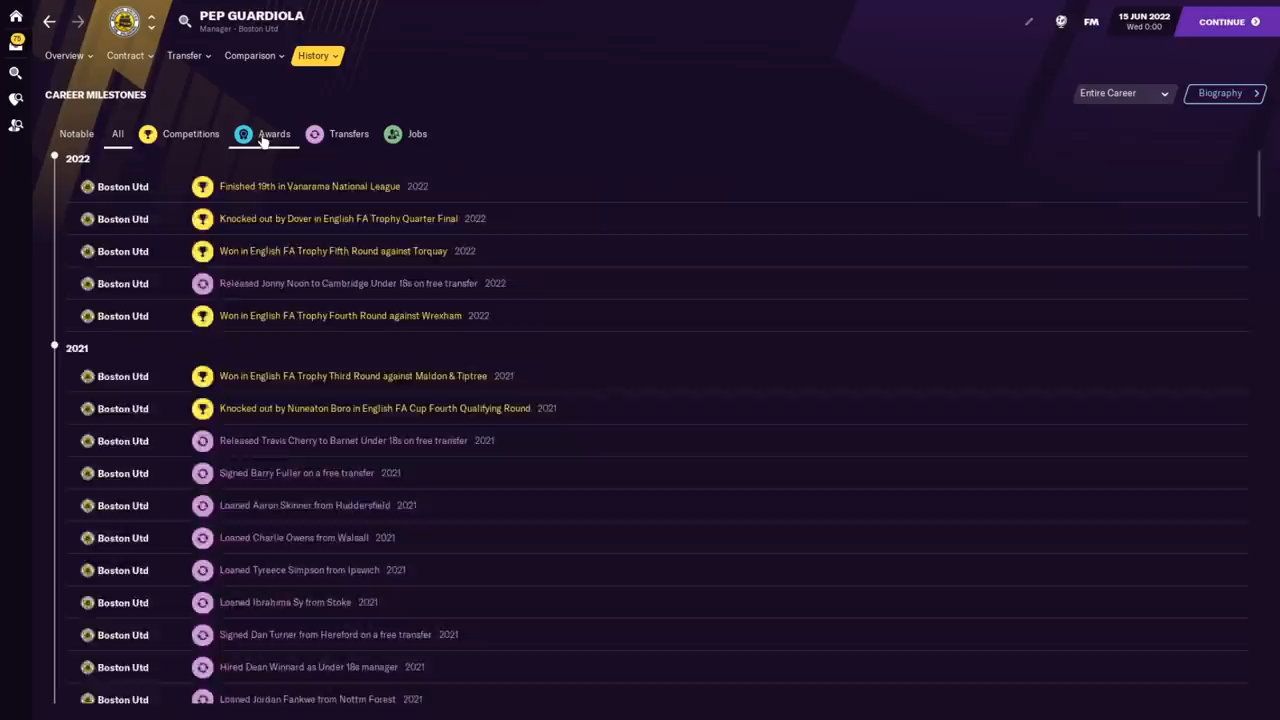 PEP GUARDIOLA
Manager - Boston Utd
FM
15 JUN 2022
Wed 0:00
CONTINUE
75
Overview
Contract
Transfer
Comparison
History
CAREER MILESTONES
Entire Career
Biography
Notable
All
Competitions
Awards
Transfers
Jobs
2022
Boston Utd Finished 19th in Vanarama National League 2022
Boston Utd Knocked out by Dover in English FA Trophy Quarter Final 2022
Boston Utd Won in English FA Trophy Fifth Round against Torquay 2022
Boston Utd Released Jonny Noon to Cambridge Under 18s on free transfer 2022
Boston Utd Won in English FA Trophy Fourth Round against Wrexham 2022
2021
Boston Utd Won in English FA Trophy Third Round against Maldon & Tiptree 2021
Boston Utd Knocked out by Nuneaton Boro in English FA Cup Fourth Qualifying Round 2021
Boston Utd Released Travis Cherry to Barnet Under 18s on free transfer 2021
Boston Utd Signed Barry Fuller on a free transfer 2021
Boston Utd Loaned Aaron Skinner from Huddersfield 2021
Boston Utd Loaned Charlie Owens from Walsall 2021
Boston Utd Loaned Tyreece Simpson from Ipswich 2021
Boston Utd Loaned Ibrahima Sy from Stoke 2021
Boston Utd Signed Dan Turner from Hereford on a free transfer 2021
Boston Utd Hired Dean Winnard as Under 18s manager 2021
Boston Utd Loaned Jordan Fankwe from Nottm Forest 2021